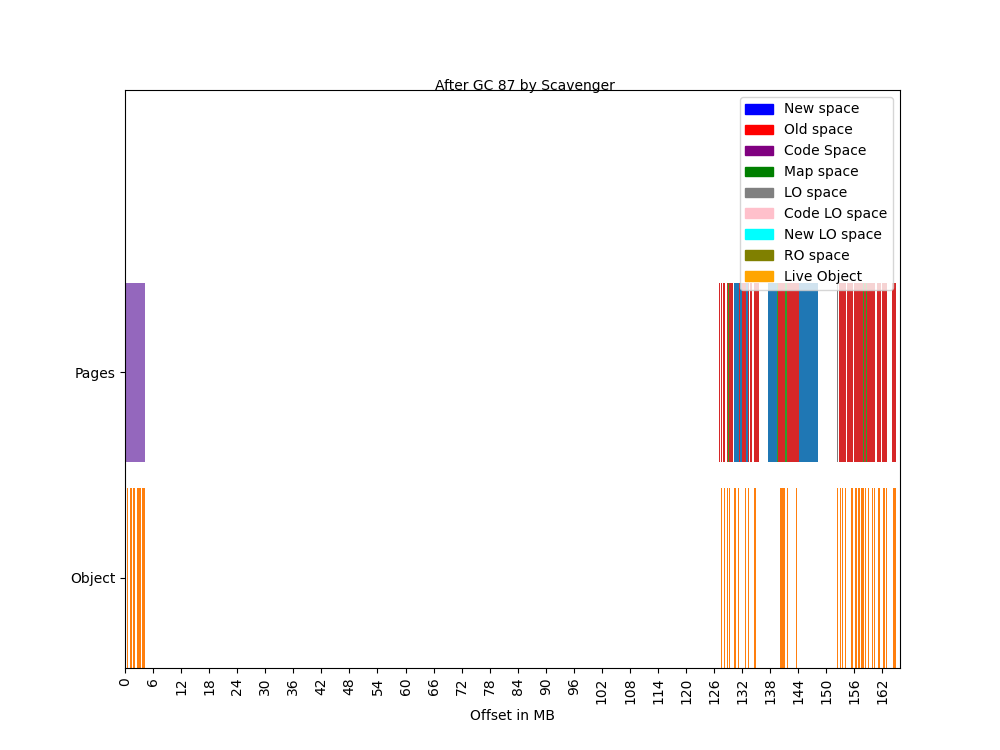 After GC 87 by Scavenger
New space
Old space
Code Space
Map space
LO space
Code LO space
New LO space
RO space
Live Object
Pages
Object
0 6 12 18 24 30 36 42 48 54 60 66 72 78 84 90 96 102 108 114 120 126 132 138 144 150 156 162
Offset in MB